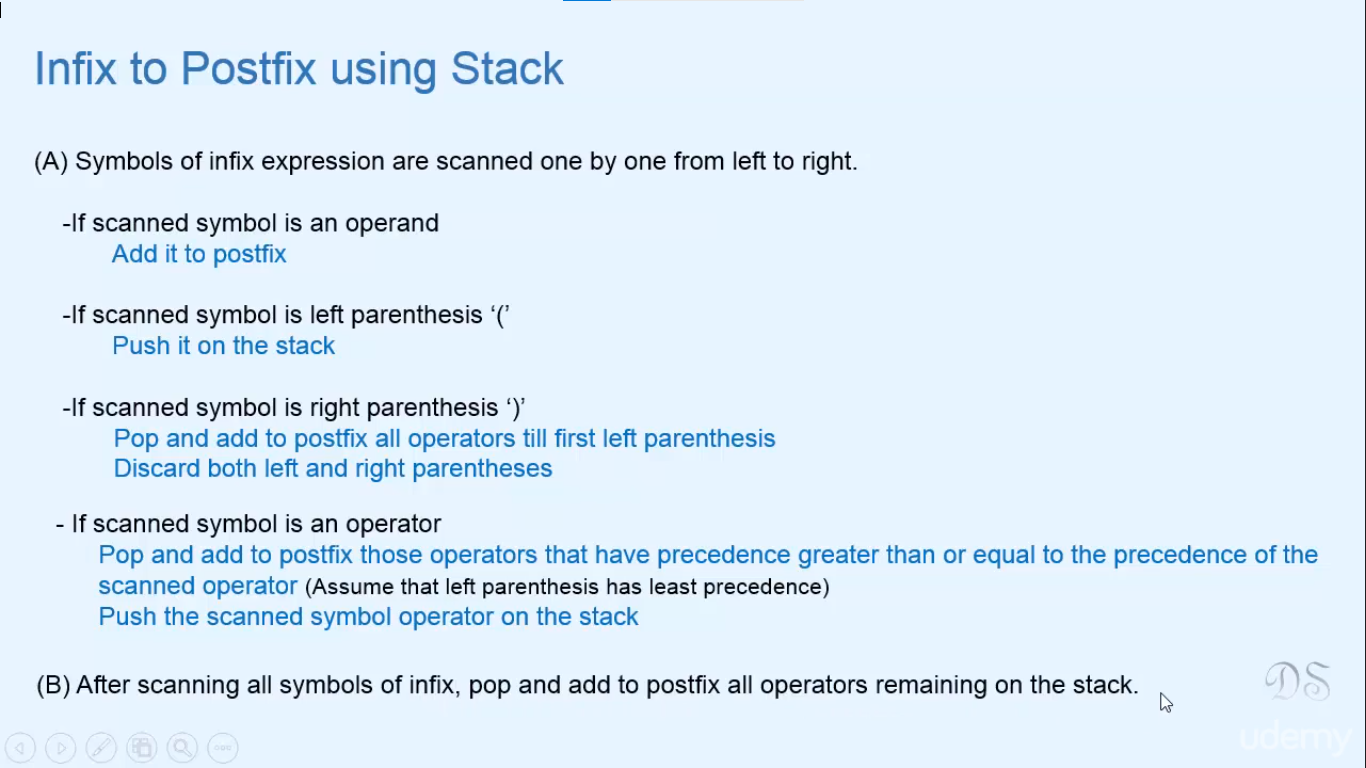 Infix to Postfix using Stack
(A) Symbols of infix expression are scanned one by one from left to right.
-If scanned symbol is an operand
Add it to postfix
-If scanned symbol is left parenthesis ‘(’
Push it on the stack
-If scanned symbol is right parenthesis ‘)’
Pop and add to postfix all operators till first left parenthesis
Discard both left and right parentheses
- If scanned symbol is an operator
Pop and add to postfix those operators that have precedence greater than or equal to the precedence of the
scanned operator (Assume that left parenthesis has least precedence)
Push the scanned symbol operator on the stack
(B) After scanning all symbols of infix, pop and add to postfix all operators remaining on the stack.
DS
udemy